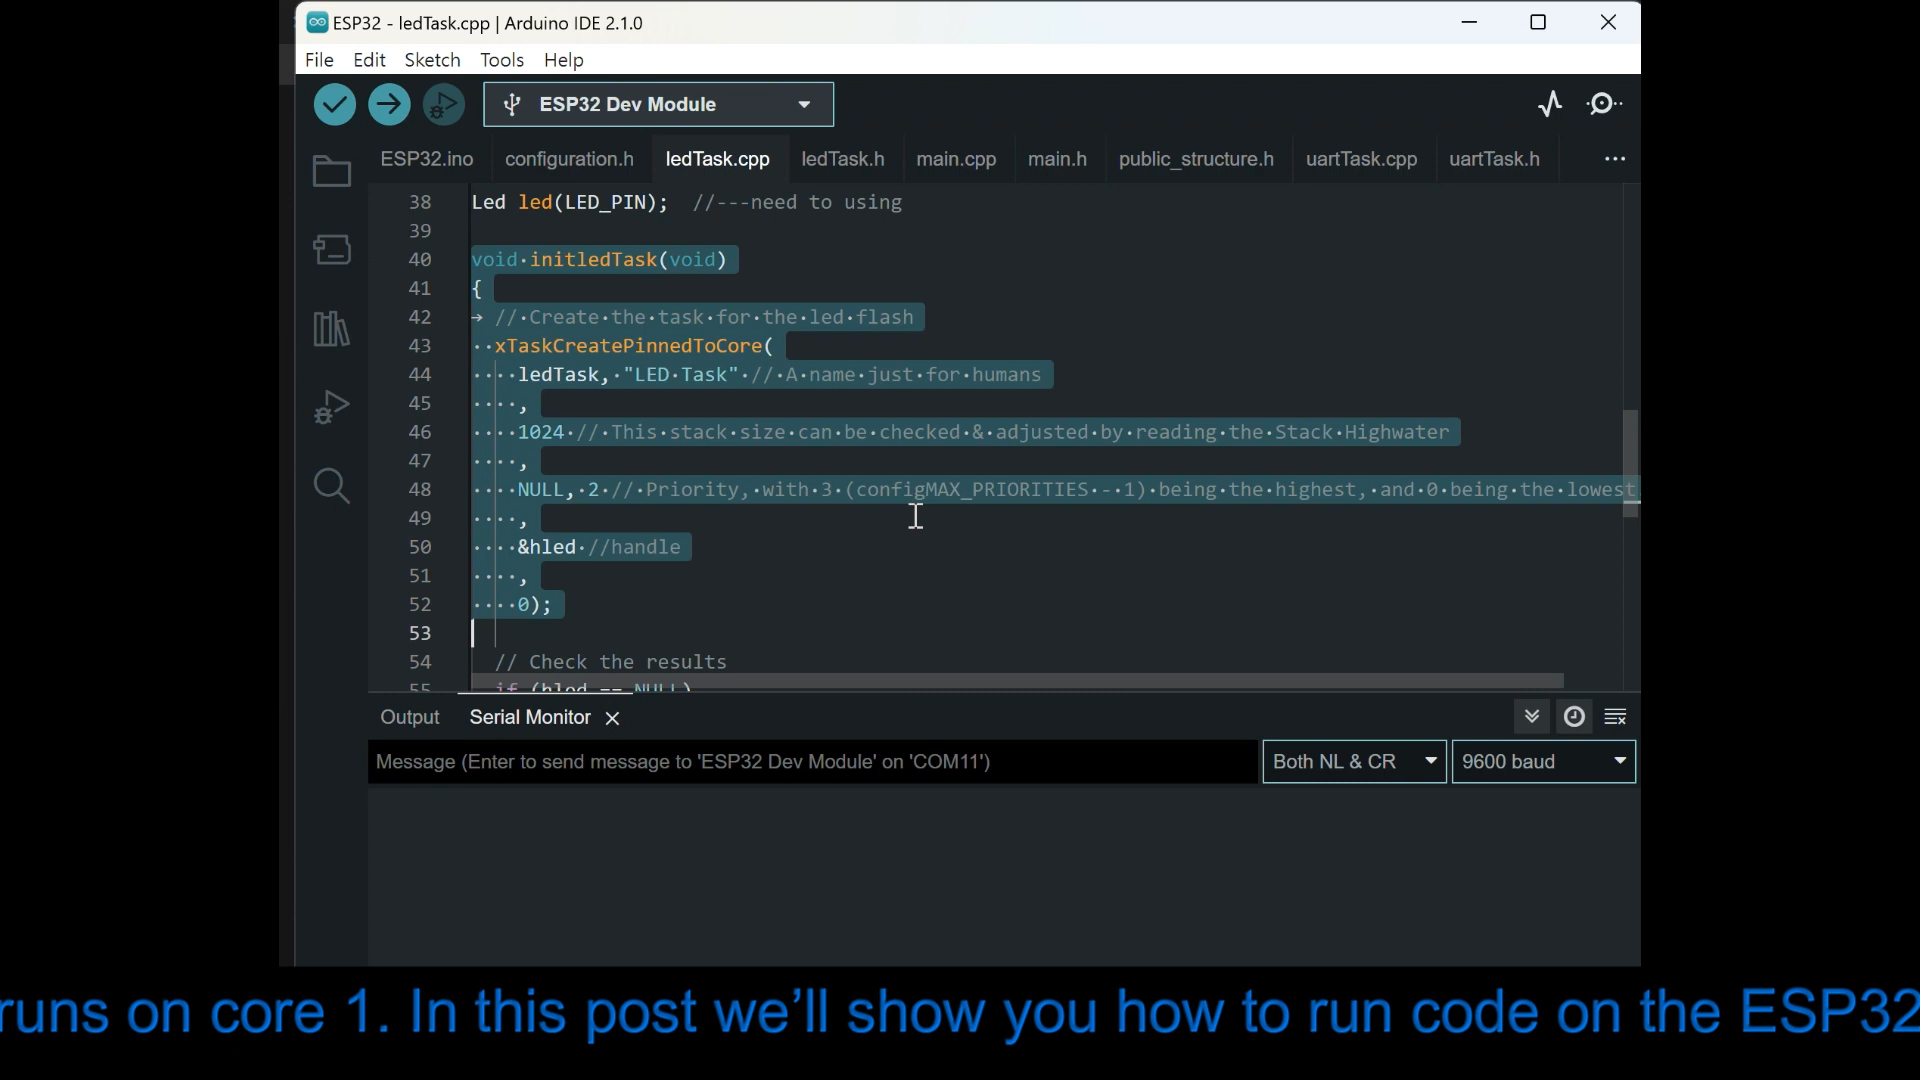 ESP32 - ledTask.cpp | Arduino IDE 2.1.0
File Edit Sketch Tools Help
ESP32 Dev Module
ESP32.ino configuration.h ledTask.cpp ledTask.h main.cpp main.h public_structure.h uartTask.cpp uartTask.h
38 Led led(LED_PIN); //---need to using
39
40 void·initledTask(void)
41 {
42 → //·Create·the·task·for·the·led·flash
43 ··xTaskCreatePinnedToCore(
44 ····ledTask,·"LED·Task"·//·A·name·just·for·humans
45 ····,
46 ····1024·//·This·stack·size·can·be·checked·&·adjusted·by·reading·the·Stack·Highwater
47 ····,
48 ····NULL,·2·//·Priority,·with·3·(configMAX_PRIORITIES·-·1)·being·the·highest,·and·0·being·the·lowest
49 ····,
50 ····&hled·//handle
51 ····,
52 ····0);
53
54 // Check the results
55 if (hled == NULL)
Output Serial Monitor
Message (Enter to send message to 'ESP32 Dev Module' on 'COM11') Both NL & CR 9600 baud
runs on core 1. In this post we'll show you how to run code on the ESP32